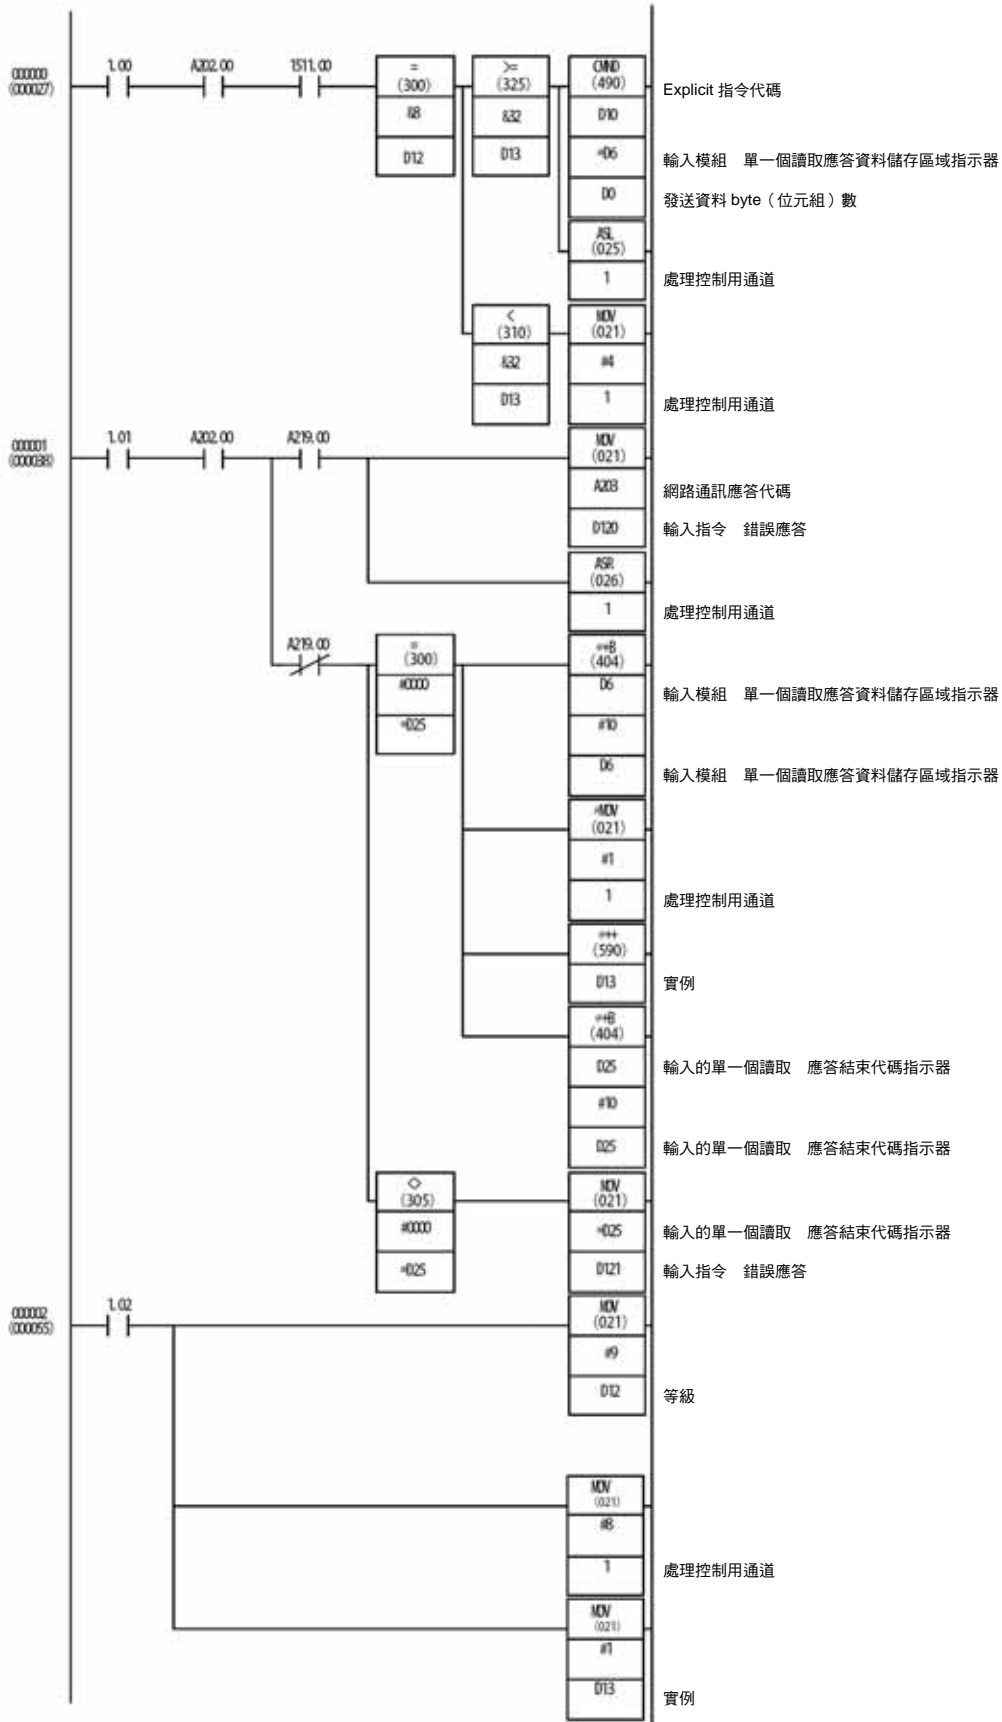 000000
(000027)
1.00
A202.00
1511.00
=
(300)
&8
D12
>=
(325)
&32
D13
CMND
(490)
D10
*D6
D0
Explicit 指令代碼
輸入模組　單一個讀取應答資料儲存區域指示器
發送資料 byte（位元組）數
ASL
(025)
1
處理控制用通道
<
(310)
&32
D13
MOV
(021)
#4
1
處理控制用通道
000001
(000038)
1.01
A202.00
A219.00
MOV
(021)
A203
D120
網路通訊應答代碼
輸入指令　錯誤應答
ASR
(026)
1
處理控制用通道
A219.00
=
(300)
#0000
*D25
++B
(404)
D6
#10
D6
輸入模組　單一個讀取應答資料儲存區域指示器
輸入模組　單一個讀取應答資料儲存區域指示器
MOV
(021)
#1
1
處理控制用通道
++
(590)
D13
實例
+B
(404)
D25
#10
D25
輸入的單一個讀取　應答結束代碼指示器
輸入的單一個讀取　應答結束代碼指示器
<>
(305)
#0000
*D25
MOV
(021)
*D25
D121
輸入的單一個讀取　應答結束代碼指示器
輸入指令　錯誤應答
000002
(000055)
1.02
MOV
(021)
#9
D12
等級
MOV
(021)
#8
1
處理控制用通道
MOV
(021)
#1
D13
實例